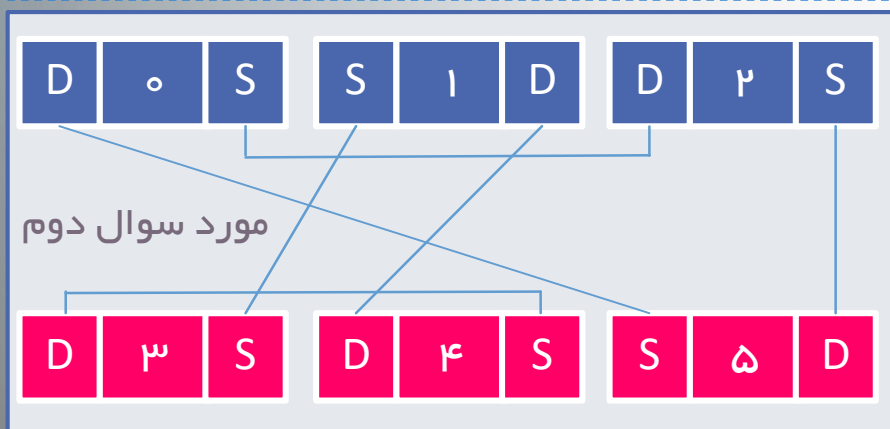 D ۰ S S ۱ D D ۲ S
مورد سوال دوم
D ۳ S D ۴ S S ۵ D